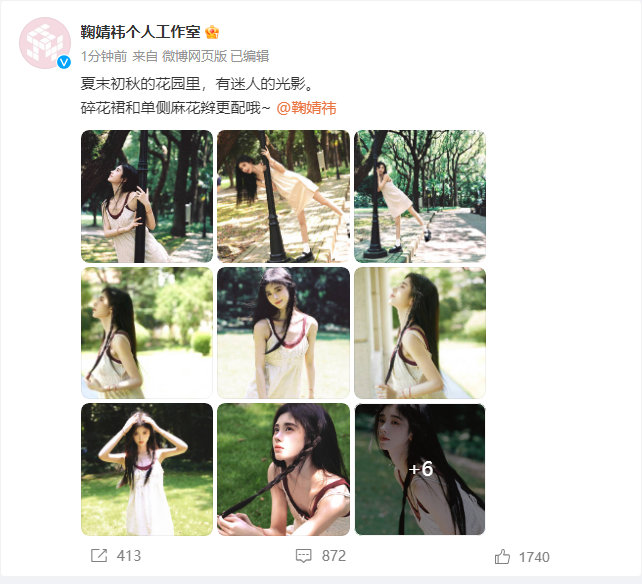 鞠婧祎个人工作室
1分钟前 来自 微博网页版 已编辑
夏末初秋的花园里，有迷人的光影。
碎花裙和单侧麻花辫更配哦~ @鞠婧祎
+6
413
872
1740